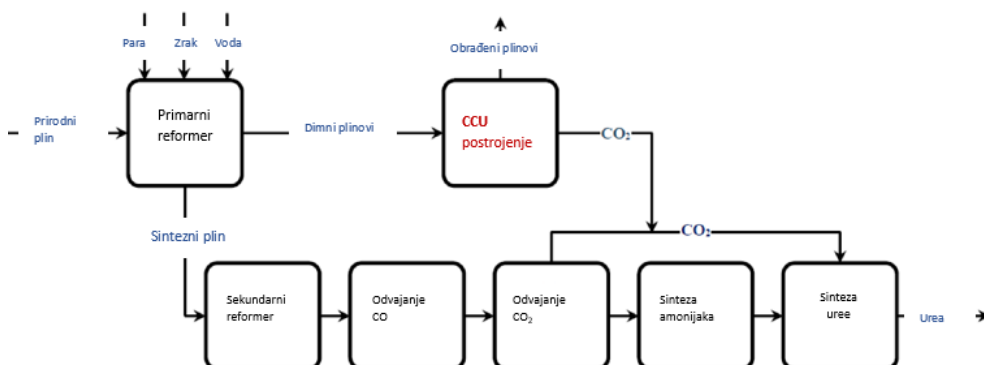 Para Zrak Voda
Obrađeni plinovi
Prirodni
plin
Primarni
reformer
Dimni plinovi
CCU
postrojenje
CO₂
Sintezni plin
CO₂
Sekundarni
reformer
Odvajanje
CO
Odvajanje
CO₂
Sinteza
amonijaka
Sinteza
uree
Urea